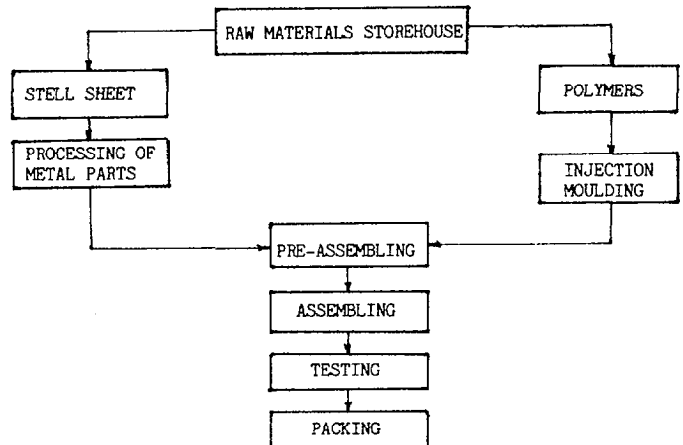 RAW MATERIALS STOREHOUSE
STELL SHEET
POLYMERS
PROCESSING OF
METAL PARTS
INJECTION
MOULDING
PRE-ASSEMBLING
ASSEMBLING
TESTING
PACKING